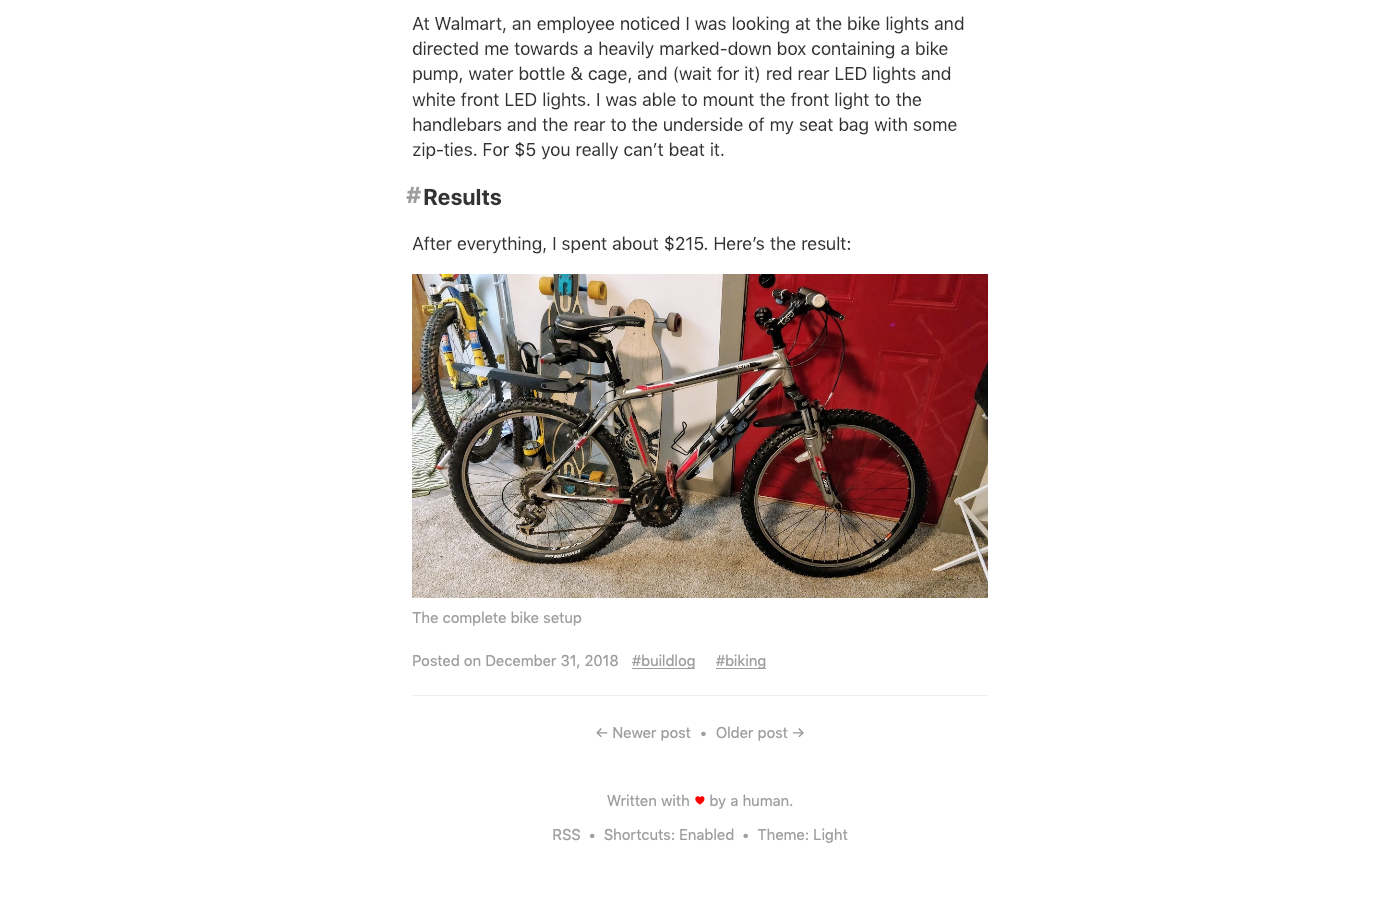 At Walmart, an employee noticed I was looking at the bike lights and
directed me towards a heavily marked-down box containing a bike
pump, water bottle & cage, and (wait for it) red rear LED lights and
white front LED lights. I was able to mount the front light to the
handlebars and the rear to the underside of my seat bag with some
zip-ties. For $5 you really can’t beat it.
#Results
After everything, I spent about $215. Here’s the result:
TREK
The complete bike setup
Posted on December 31, 2018 #buildlog #biking
← Newer post • Older post →
Written with ♥ by a human.
RSS • Shortcuts: Enabled • Theme: Light